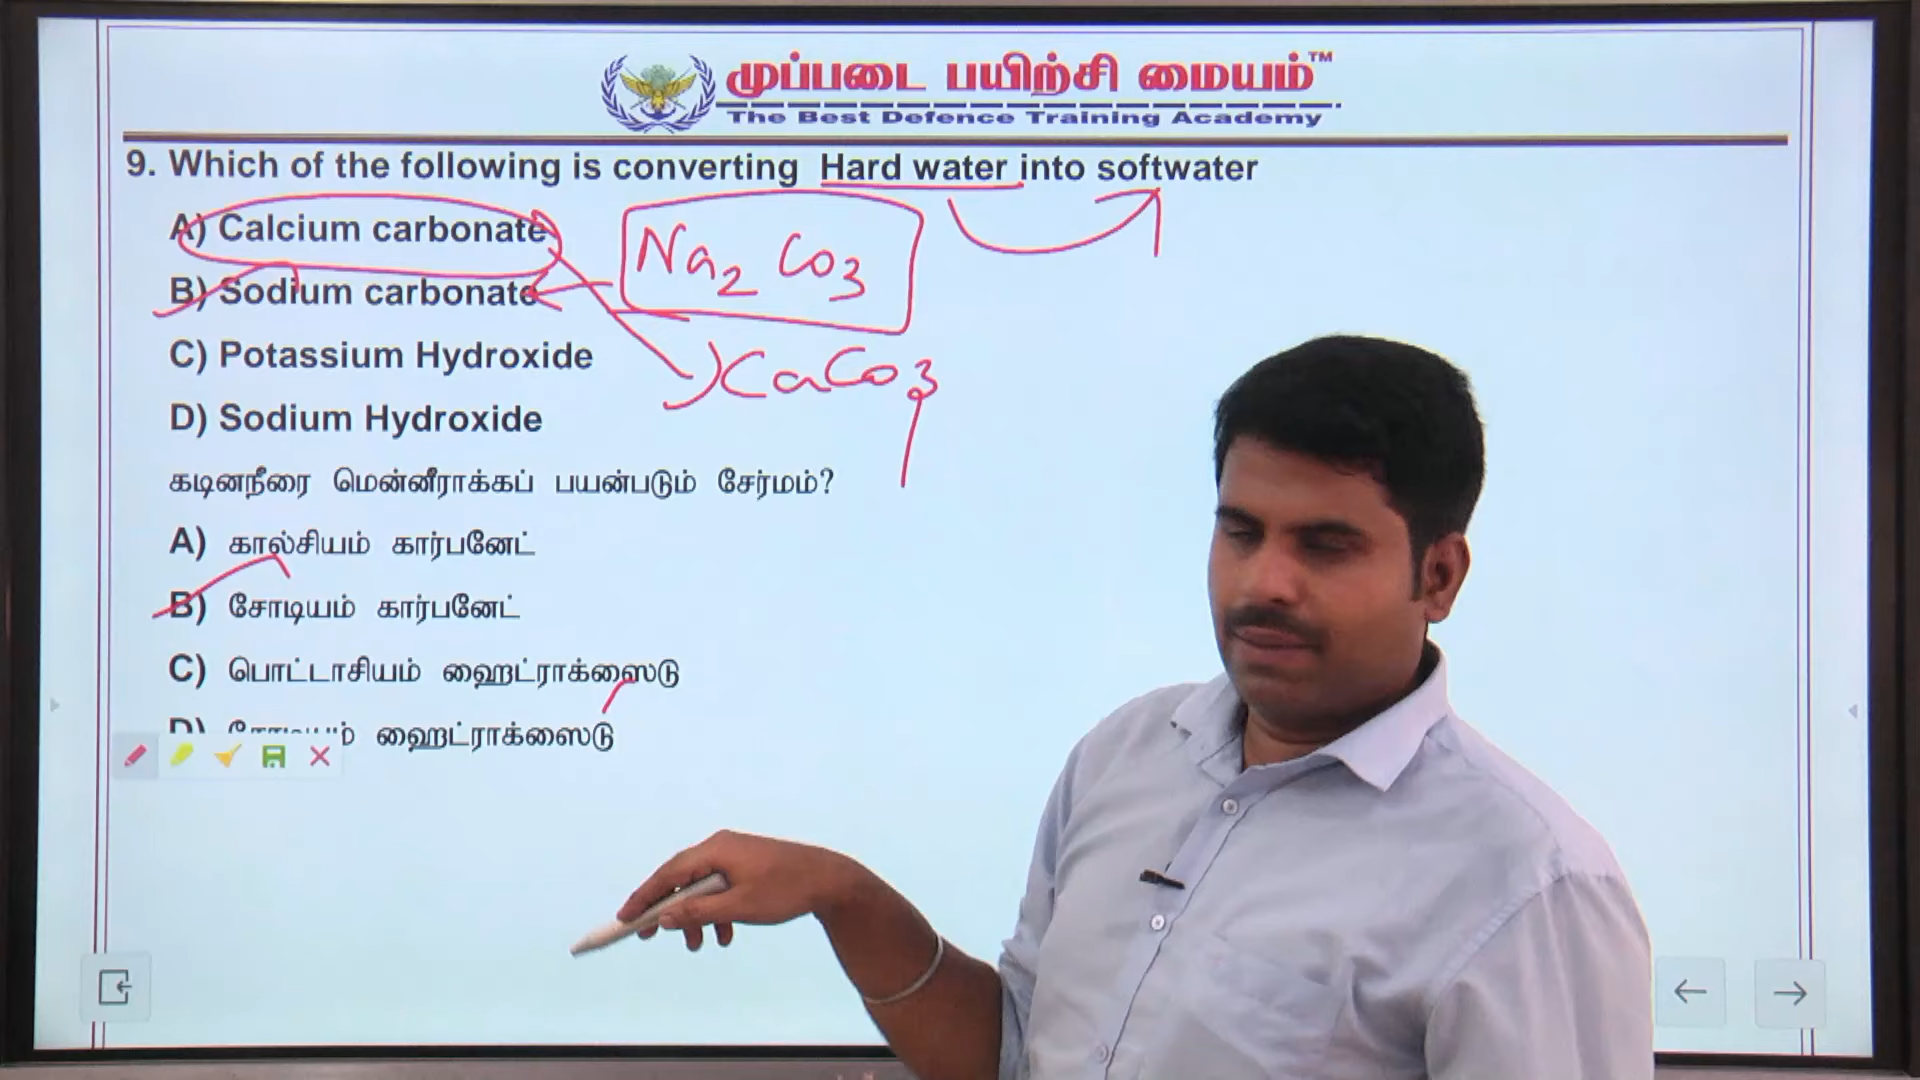 முப்படை பயிற்சி மையம்™
The Best Defence Training Academy
9. Which of the following is converting Hard water into softwater
A) Calcium carbonate
Na2 Co3
B) Sodium carbonate
C) Potassium Hydroxide
CaCo3
D) Sodium Hydroxide
கடினநீரை மென்னீராக்கப் பயன்படும் சேர்மம்?
A) கால்சியம் கார்பனேட்
B) சோடியம் கார்பனேட்
C) பொட்டாசியம் ஹைட்ராக்ஸைடு
D) ஹைட்ராக்ஸைடு